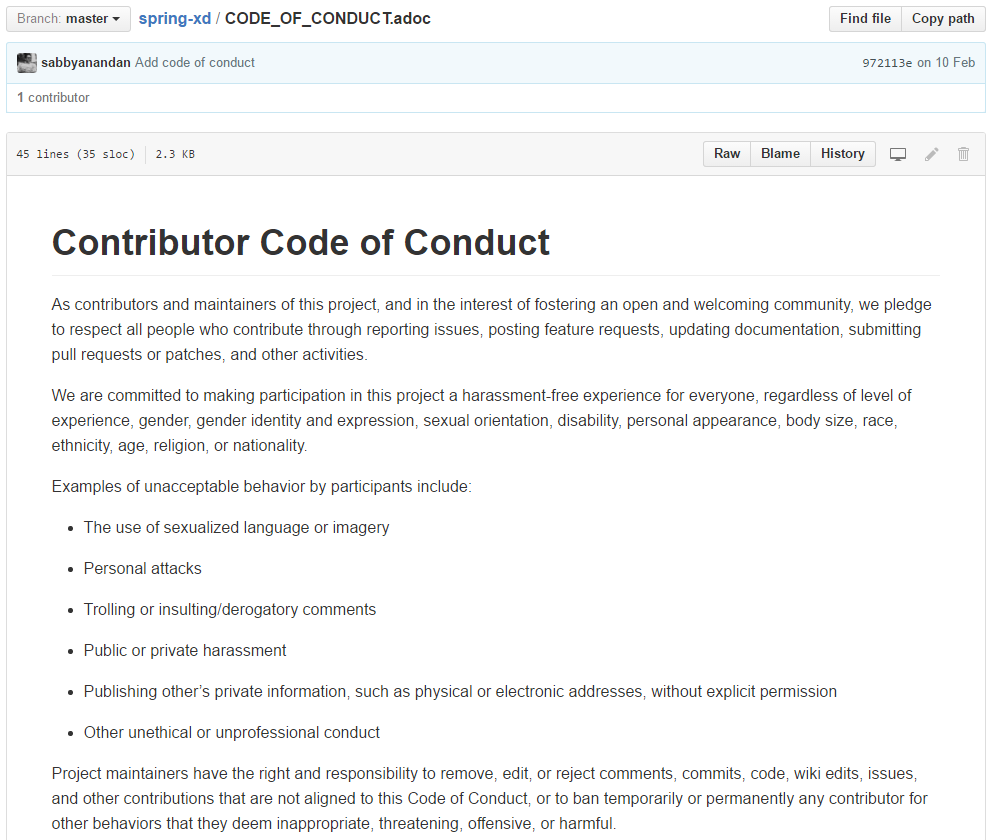 Branch: master
spring-xd / CODE_OF_CONDUCT.adoc
Find file
Copy path
sabbyanandan Add code of conduct
972113e on 10 Feb
1 contributor
45 lines (35 sloc)
2.3 KB
Raw
Blame
History
Contributor Code of Conduct
As contributors and maintainers of this project, and in the interest of fostering an open and welcoming community, we pledge
to respect all people who contribute through reporting issues, posting feature requests, updating documentation, submitting
pull requests or patches, and other activities.
We are committed to making participation in this project a harassment-free experience for everyone, regardless of level of
experience, gender, gender identity and expression, sexual orientation, disability, personal appearance, body size, race,
ethnicity, age, religion, or nationality.
Examples of unacceptable behavior by participants include:
• The use of sexualized language or imagery
• Personal attacks
• Trolling or insulting/derogatory comments
• Public or private harassment
• Publishing other’s private information, such as physical or electronic addresses, without explicit permission
• Other unethical or unprofessional conduct
Project maintainers have the right and responsibility to remove, edit, or reject comments, commits, code, wiki edits, issues,
and other contributions that are not aligned to this Code of Conduct, or to ban temporarily or permanently any contributor for
other behaviors that they deem inappropriate, threatening, offensive, or harmful.